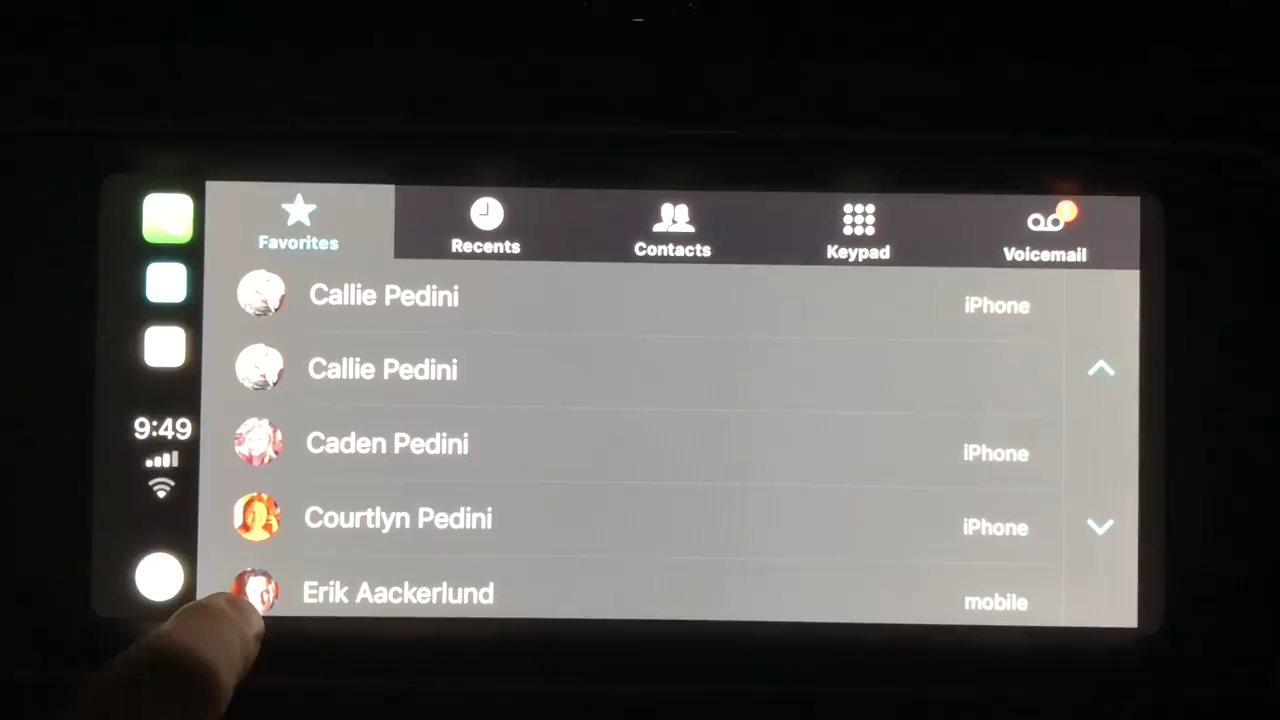 Favorites
Recents
Contacts
Keypad
Voicemail
Callie Pedini
iPhone
Callie Pedini
Caden Pedini
iPhone
Courtlyn Pedini
iPhone
Erik Aackerlund
mobile
9:49